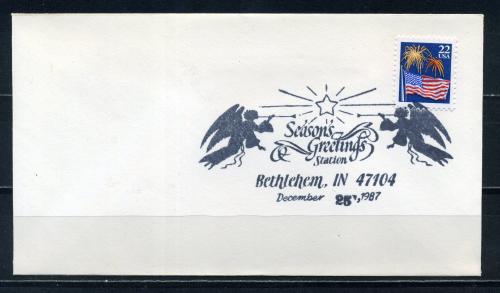 22
USA
Season's
Greetings
Station
Bethlehem, IN 47104
December 25, 1987